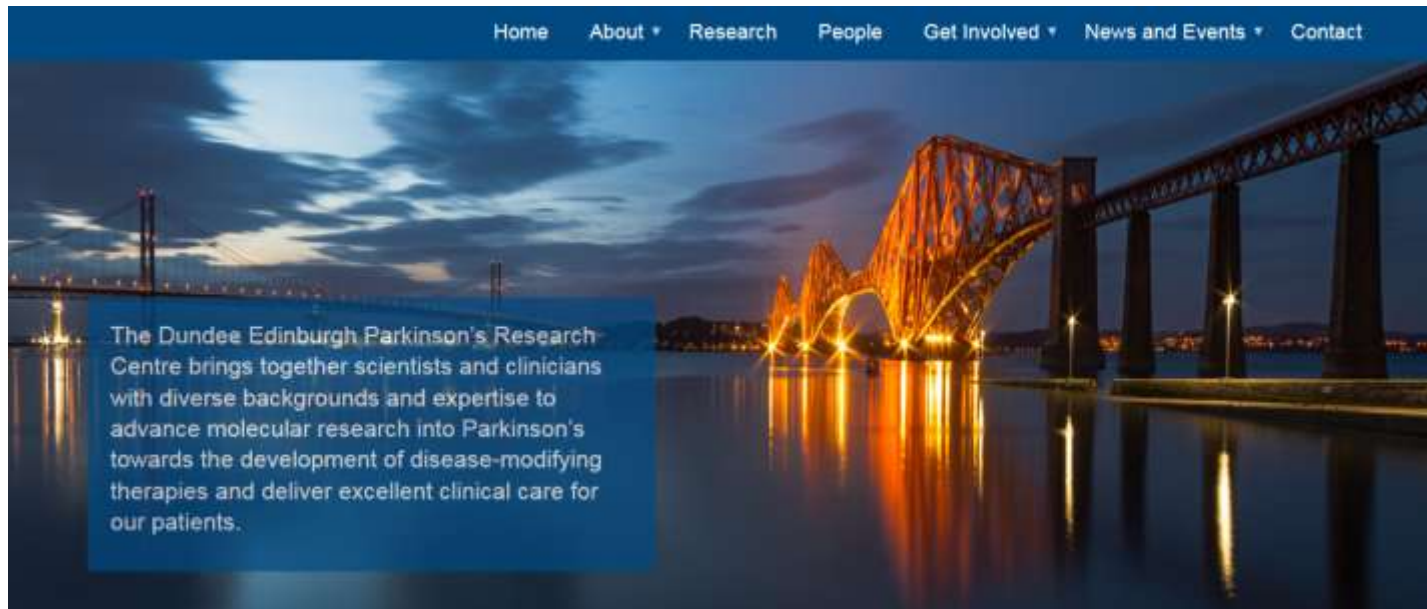 Home About Research People Get Involved News and Events Contact
The Dundee Edinburgh Parkinson's Research
Centre brings together scientists and clinicians
with diverse backgrounds and expertise to
advance molecular research into Parkinson's
towards the development of disease-modifying
therapies and deliver excellent clinical care for
our patients.